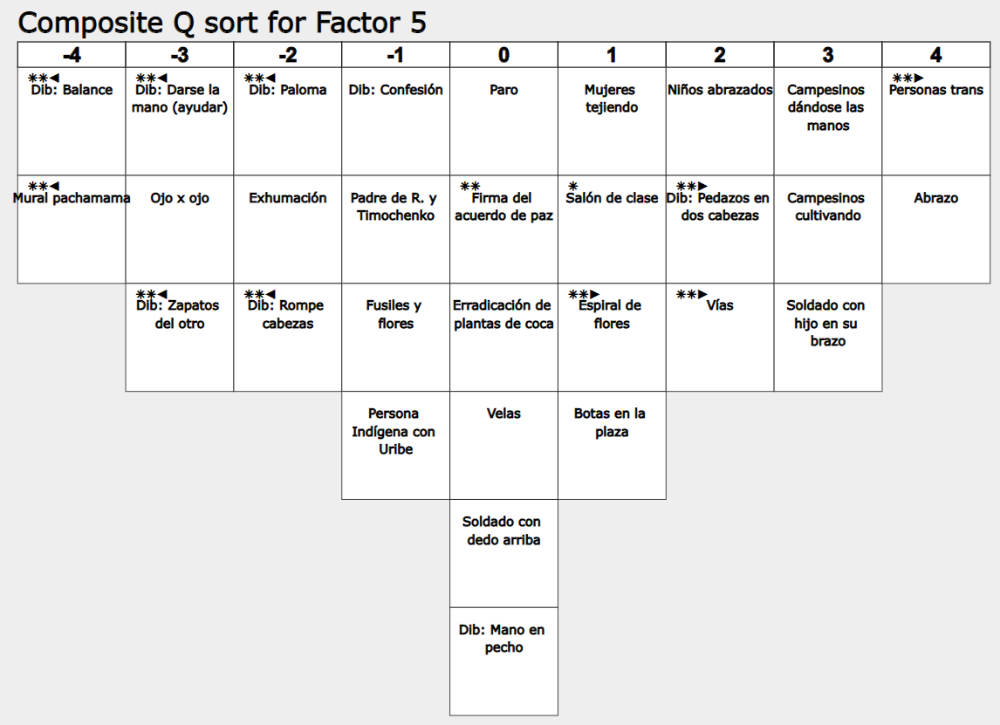 Composite Q sort for Factor 5
-4 -3 -2 -1 0 1 2 3 4
✳✳◄ ✳✳◄ ✳✳◄ ✳✳►
Dib: Balance Dib: Darse la Dib: Paloma Dib: Confesión Paro Mujeres Niños abrazados Campesinos Personas trans
mano (ayudar) tejiendo dándose las
manos
✳✳◄ ✳✳ ✳ ✳✳►
Mural pachamama Ojo x ojo Exhumación Padre de R. y Firma del Salón de clase Dib: Pedazos en Campesinos Abrazo
Timochenko acuerdo de paz dos cabezas cultivando
✳✳◄ ✳✳◄ ✳✳► ✳✳►
Dib: Zapatos Dib: Rompe Fusiles y Erradicación de Espiral de Vías Soldado con
del otro cabezas flores plantas de coca flores hijo en su
brazo
Persona Velas Botas en la
Indígena con plaza
Uribe
Soldado con
dedo arriba
Dib: Mano en
pecho